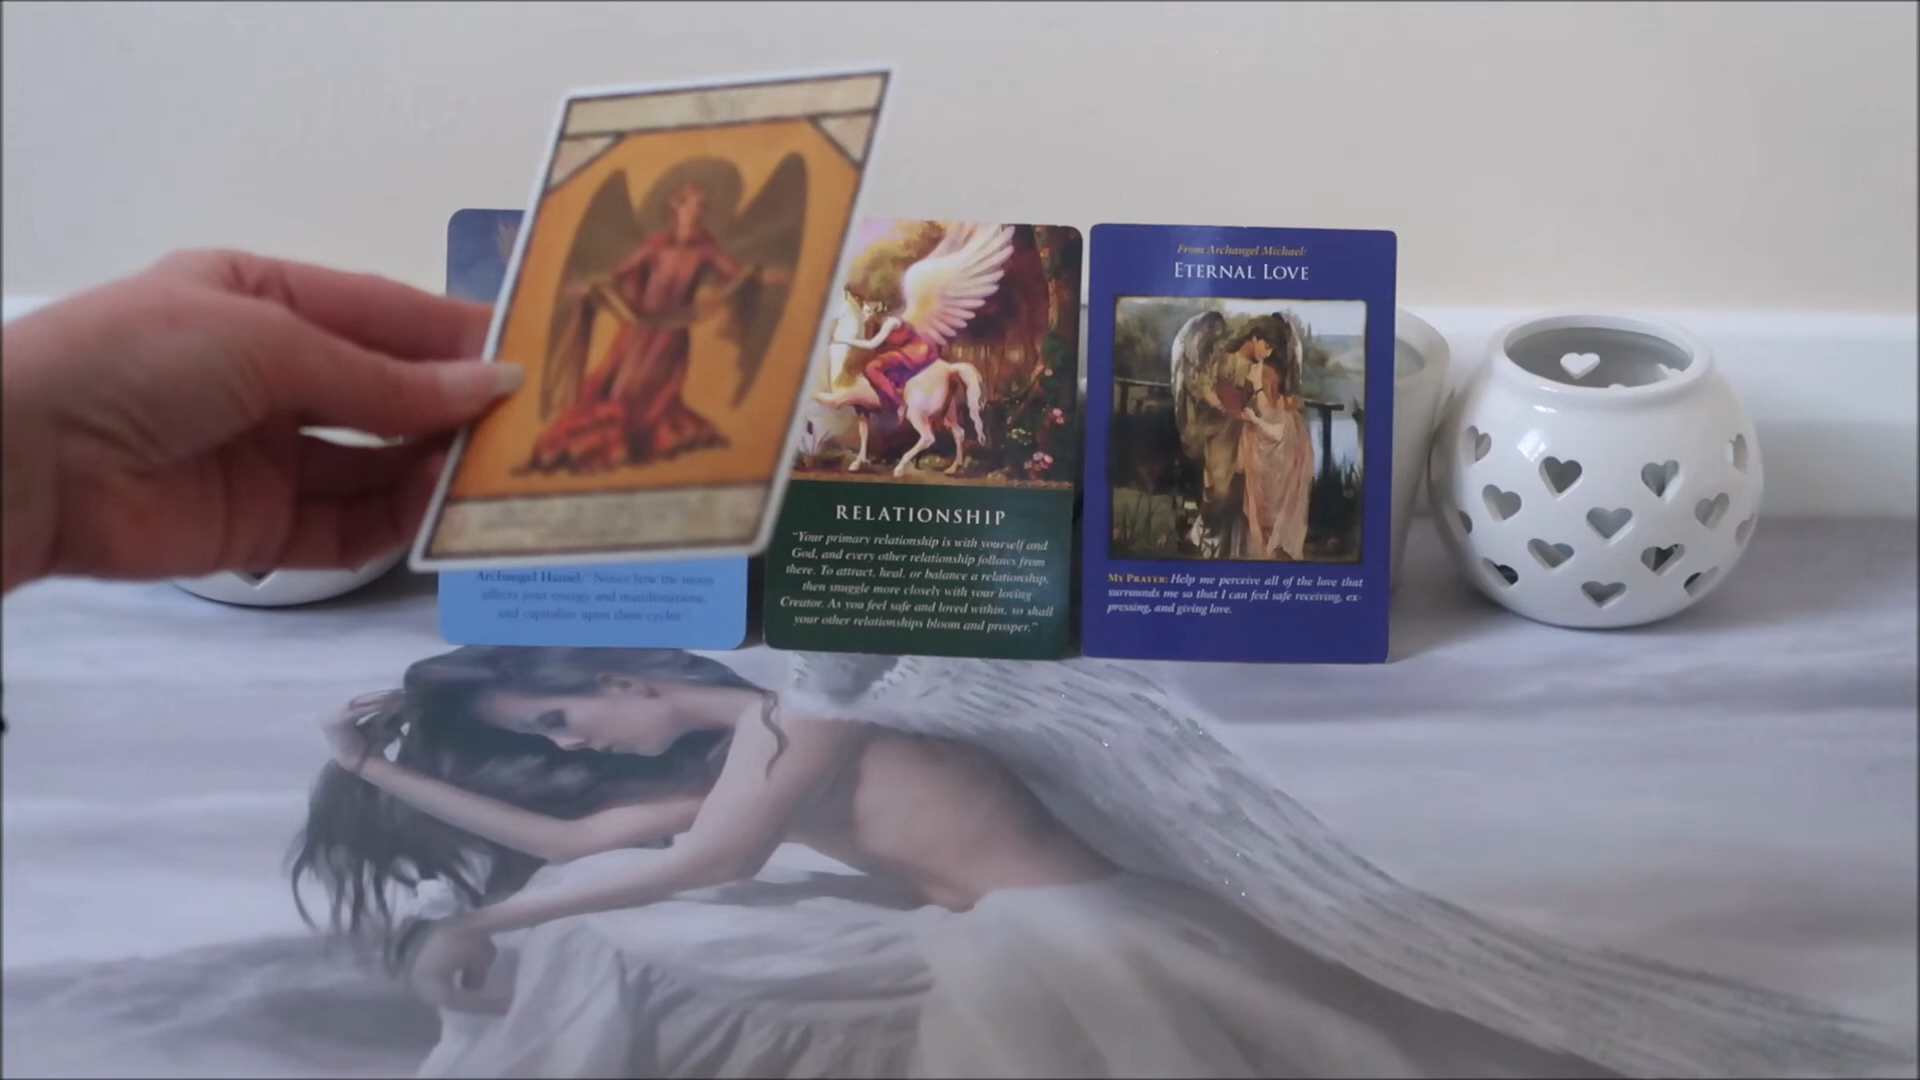 Archangel Haniel: "Notice how the moon
affects your energy and manifestations,
and capitalize upon these cycles."
RELATIONSHIP
"Your primary relationship is with yourself and
God, and every other relationship follows from
there. To attract, heal, or balance a relationship,
then snuggle more closely with your loving
Creator. As you feel safe and loved within, so shall
your other relationships bloom and prosper."
From Archangel Michael:
ETERNAL LOVE
MY PRAYER: Help me perceive all of the love that
surrounds me so that I can feel safe receiving, ex-
pressing, and giving love.